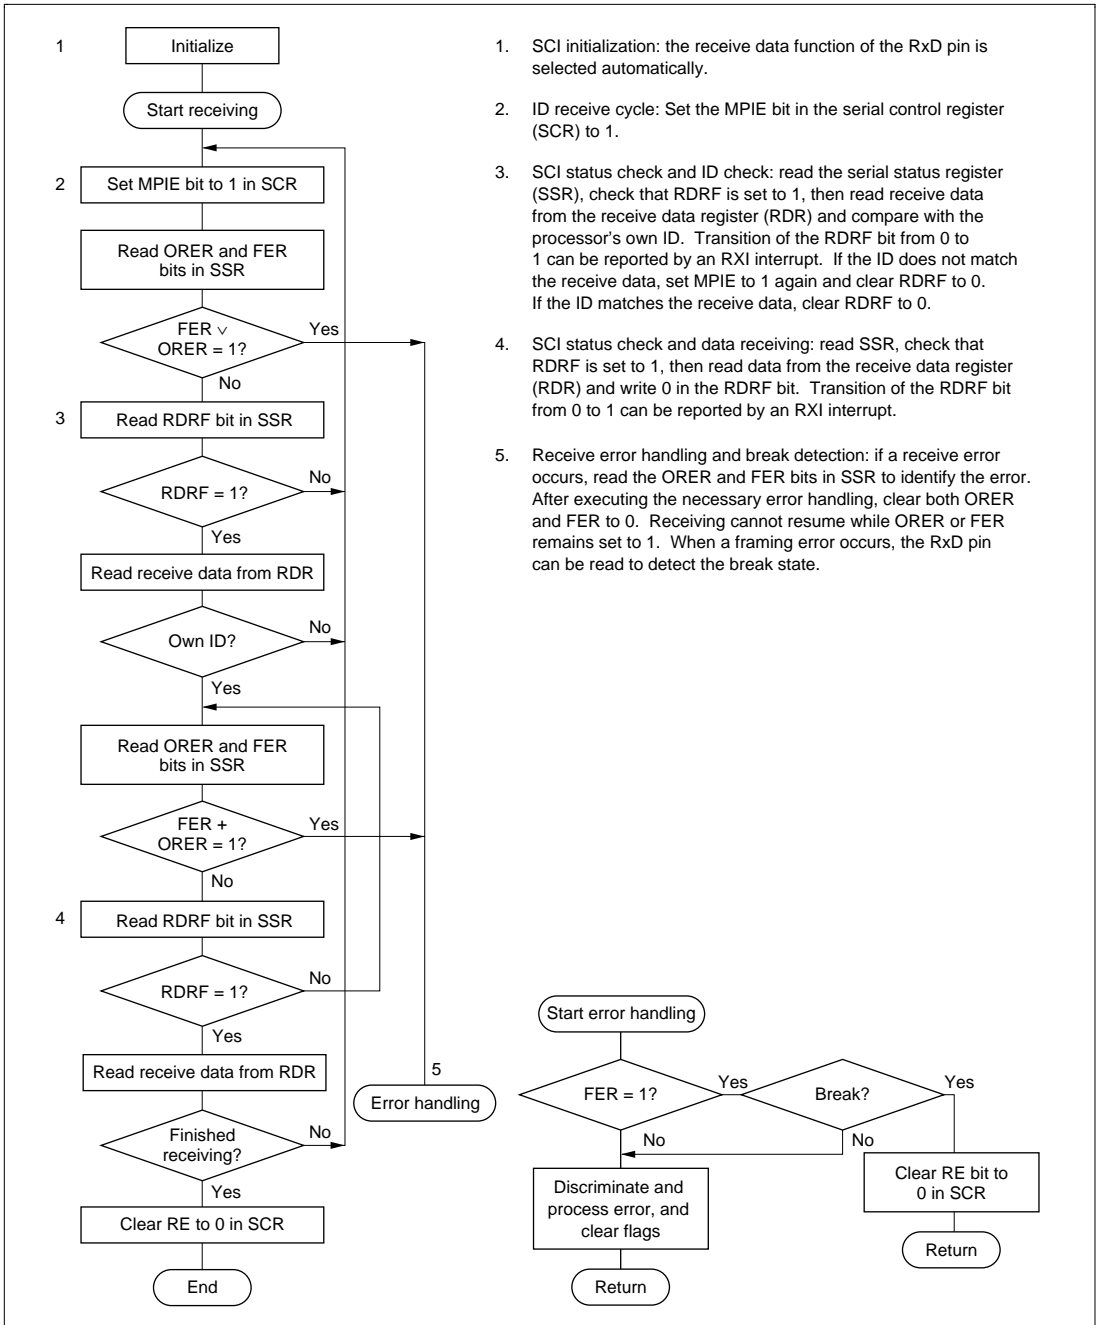 1
Initialize
Start receiving
2
Set MPIE bit to 1 in SCR
Read ORER and FER
bits in SSR
FER ∨
ORER = 1?
Yes
No
3
Read RDRF bit in SSR
RDRF = 1?
No
Yes
Read receive data from RDR
Own ID?
No
Yes
Read ORER and FER
bits in SSR
FER +
ORER = 1?
Yes
No
4
Read RDRF bit in SSR
RDRF = 1?
No
Yes
Read receive data from RDR
Finished
receiving?
No
Yes
Clear RE to 0 in SCR
End
5
Error handling
1. SCI initialization: the receive data function of the RxD pin is
selected automatically.
2. ID receive cycle: Set the MPIE bit in the serial control register
(SCR) to 1.
3. SCI status check and ID check: read the serial status register
(SSR), check that RDRF is set to 1, then read receive data
from the receive data register (RDR) and compare with the
processor's own ID. Transition of the RDRF bit from 0 to
1 can be reported by an RXI interrupt. If the ID does not match
the receive data, set MPIE to 1 again and clear RDRF to 0.
If the ID matches the receive data, clear RDRF to 0.
4. SCI status check and data receiving: read SSR, check that
RDRF is set to 1, then read data from the receive data register
(RDR) and write 0 in the RDRF bit. Transition of the RDRF bit
from 0 to 1 can be reported by an RXI interrupt.
5. Receive error handling and break detection: if a receive error
occurs, read the ORER and FER bits in SSR to identify the error.
After executing the necessary error handling, clear both ORER
and FER to 0. Receiving cannot resume while ORER or FER
remains set to 1. When a framing error occurs, the RxD pin
can be read to detect the break state.
Start error handling
FER = 1?
Yes
No
Break?
Yes
No
Discriminate and
process error, and
clear flags
Return
Clear RE bit to
0 in SCR
Return